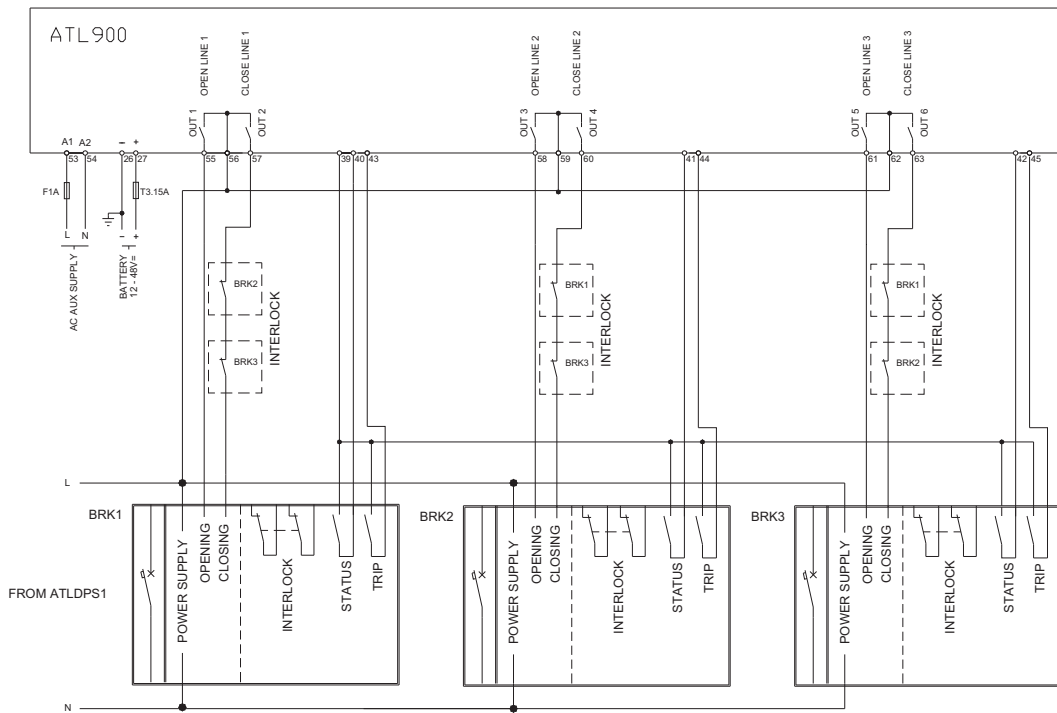 ATL900
OPEN LINE 1
CLOSE LINE 1
OPEN LINE 2
CLOSE LINE 2
OPEN LINE 3
CLOSE LINE 3
OUT 1
OUT 2
OUT 3
OUT 4
OUT 5
OUT 6
A1 A2 - +
53 54 26 27 55 56 57 39 40 43 58 59 60 41 44 61 62 63 42 45
F1A
T3.15A
L N - +
AC AUX SUPPLY
BATTERY
12 - 48V=
BRK2
BRK3
INTERLOCK
BRK1
BRK3
INTERLOCK
BRK1
BRK2
INTERLOCK
L
BRK1
POWER SUPPLY
OPENING
CLOSING
INTERLOCK
STATUS
TRIP
BRK2
POWER SUPPLY
OPENING
CLOSING
INTERLOCK
STATUS
TRIP
BRK3
POWER SUPPLY
OPENING
CLOSING
INTERLOCK
STATUS
TRIP
FROM ATLDPS1
N